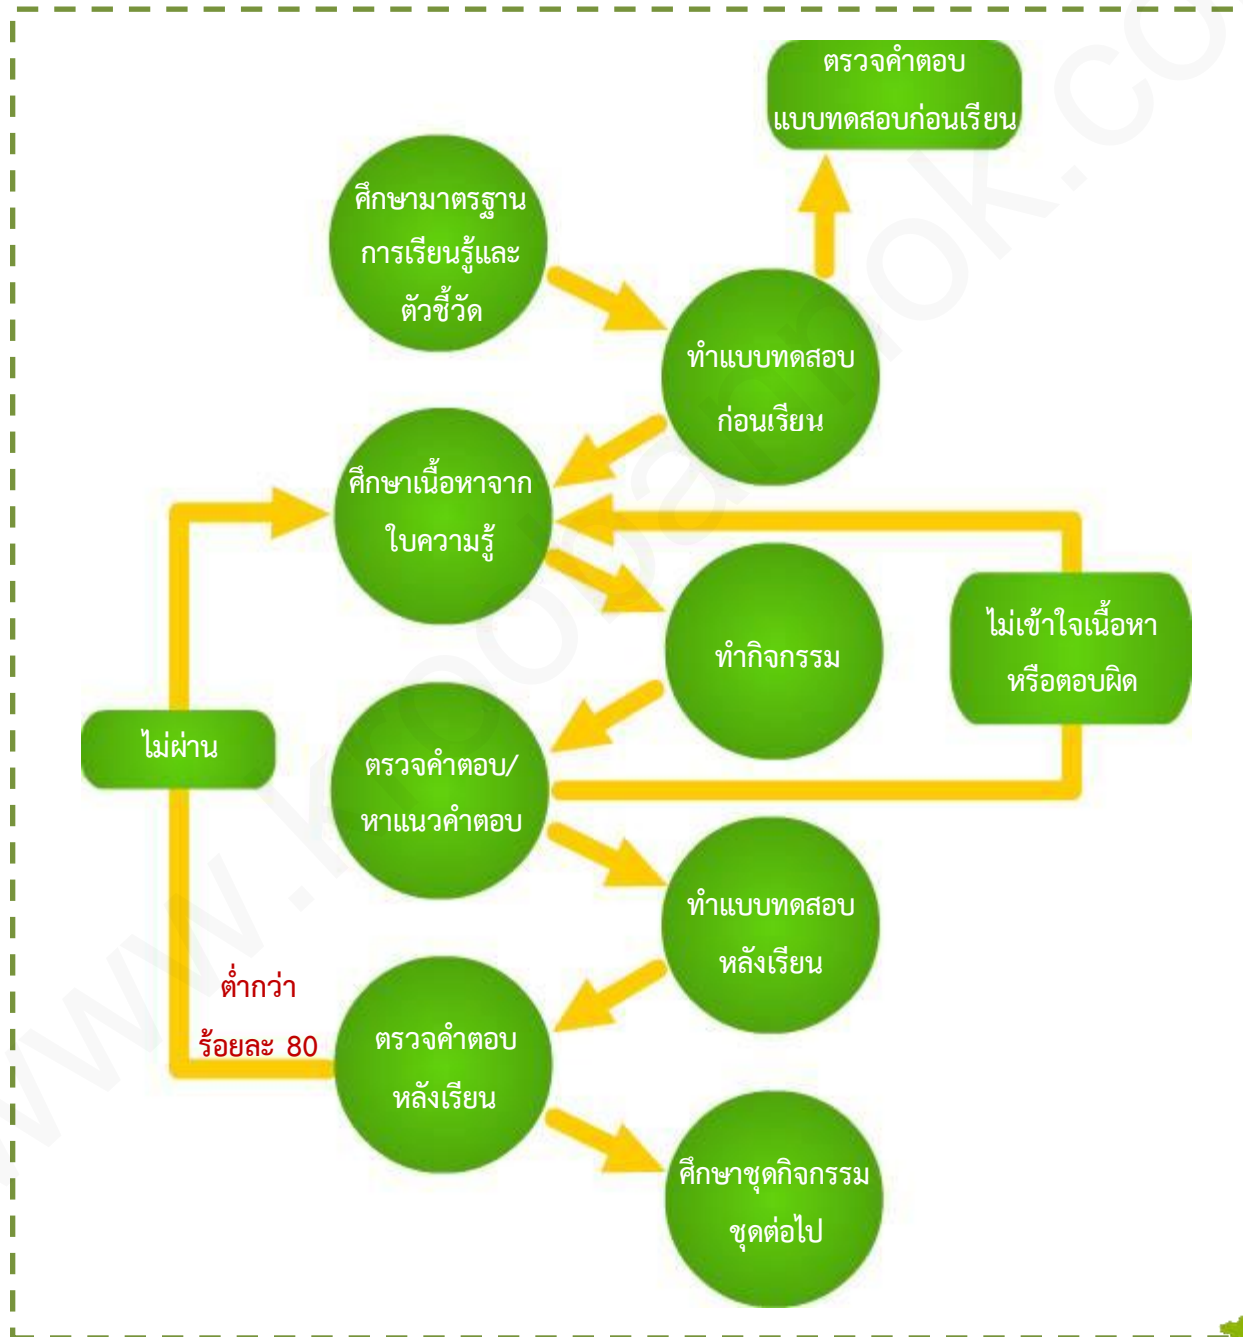 ตรวจคำตอบ
แบบทดสอบก่อนเรียน
ศึกษามาตรฐาน
การเรียนรู้และ
ตัวชี้วัด
ทำแบบทดสอบ
ก่อนเรียน
ศึกษาเนื้อหาจาก
ใบความรู้
ทำกิจกรรม
ไม่เข้าใจเนื้อหา
หรือตอบผิด
ไม่ผ่าน
ตรวจคำตอบ/
หาแนวคำตอบ
ทำแบบทดสอบ
หลังเรียน
ต่ำกว่า
ร้อยละ 80
ตรวจคำตอบ
หลังเรียน
ศึกษาชุดกิจกรรม
ชุดต่อไป